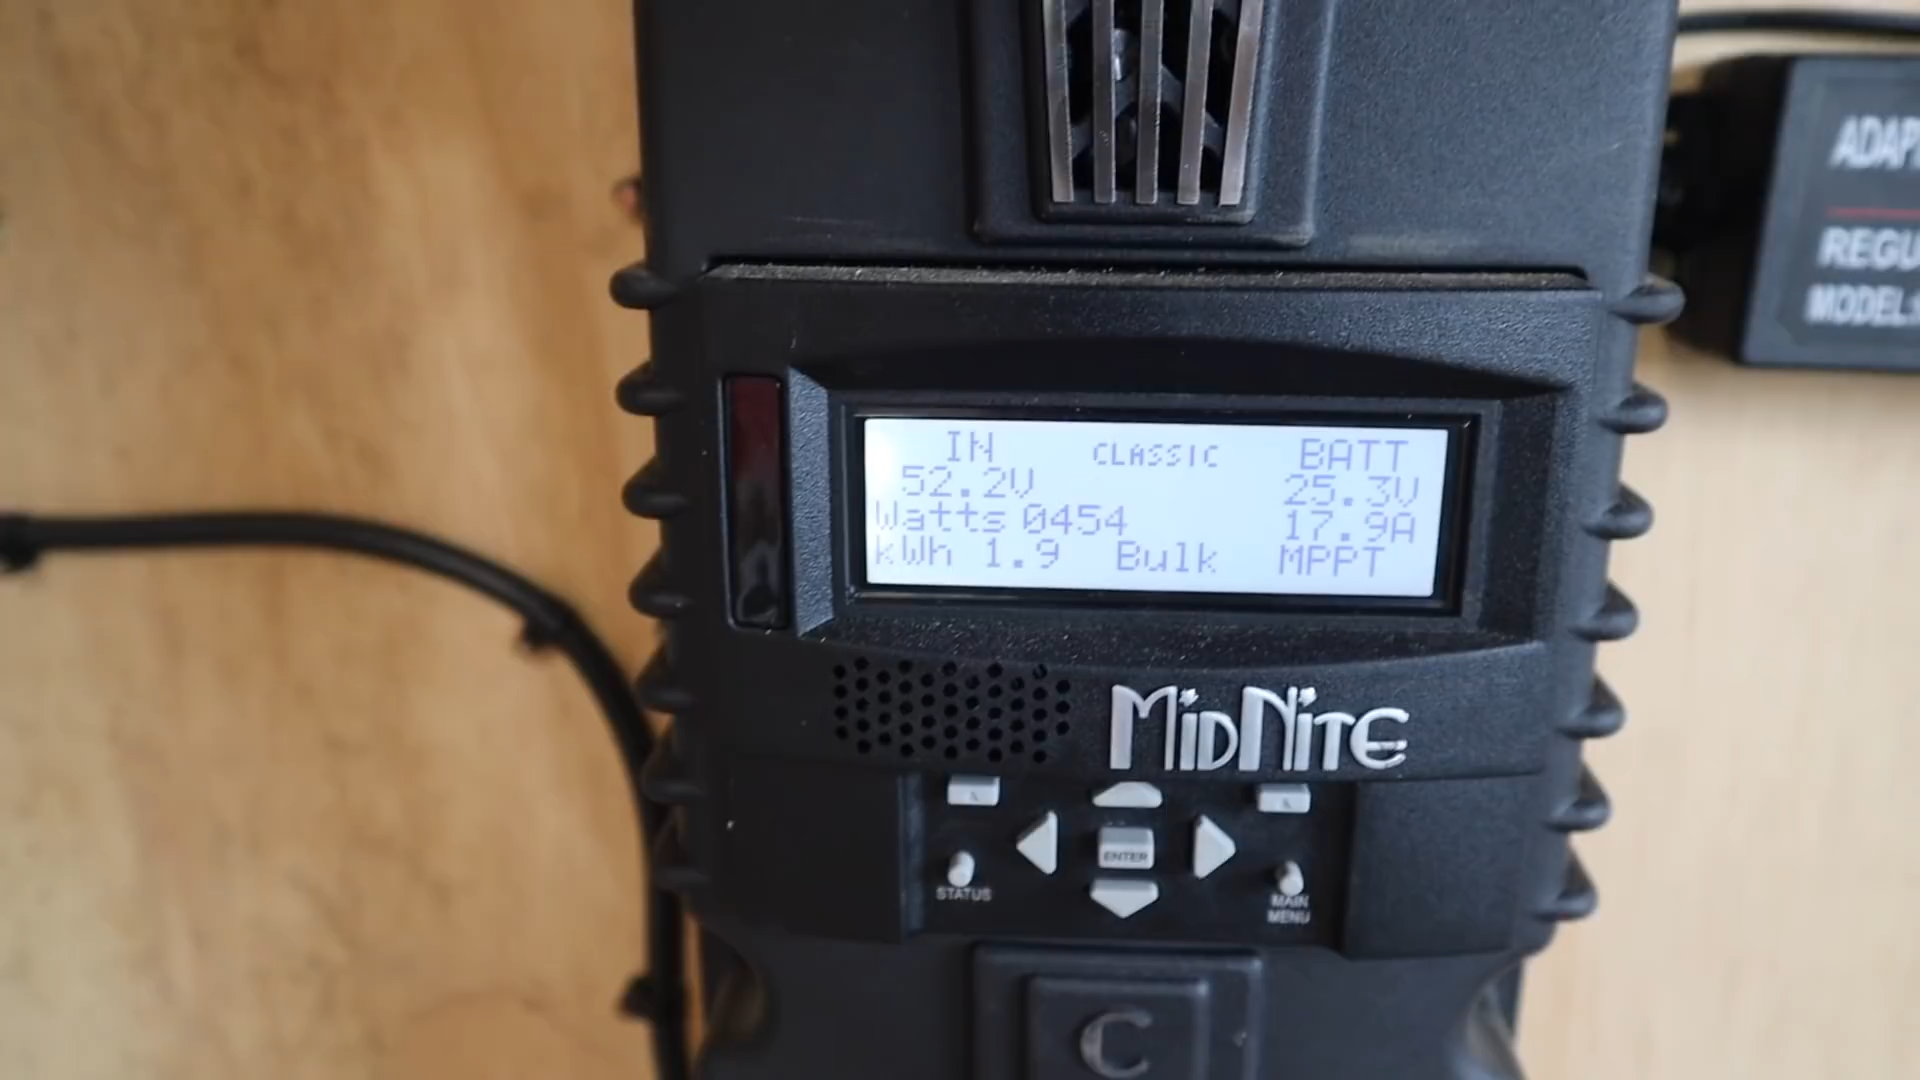 IN CLASSIC BATT
52.2V 25.3V
Watts 0454 17.9A
kWh 1.9 Bulk MPPT
MIDNITE
ENTER
STATUS
MAIN
MENU
C
ADAP
REGU
MODEL: